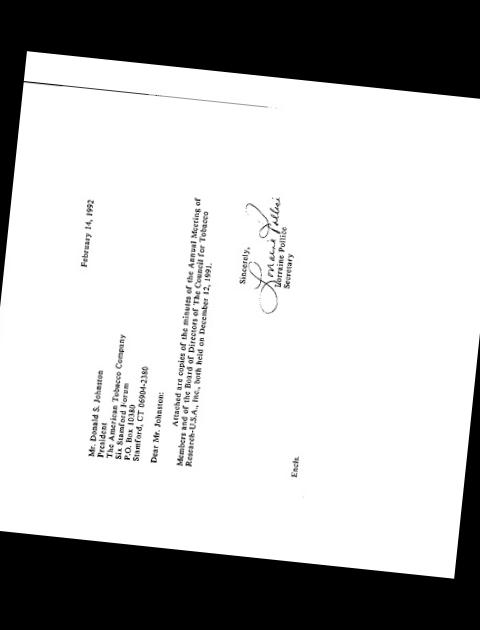 February 14, 1992
Mr. Donald S. Johnston
President
The American Tobacco Company
Six Stamford Forum
P.O. Box 10380
Stamford, CT 06904-2380
Dear Mr. Johnston:
Attached are copies of the minutes of the Annual Meeting of
Members and of the Board of Directors of The Council for Tobacco
Research-U.S.A., Inc., both held on December 12, 1991.
Sincerely,
Lorraine Pollice
Lorraine Pollice
Secretary
Encls.